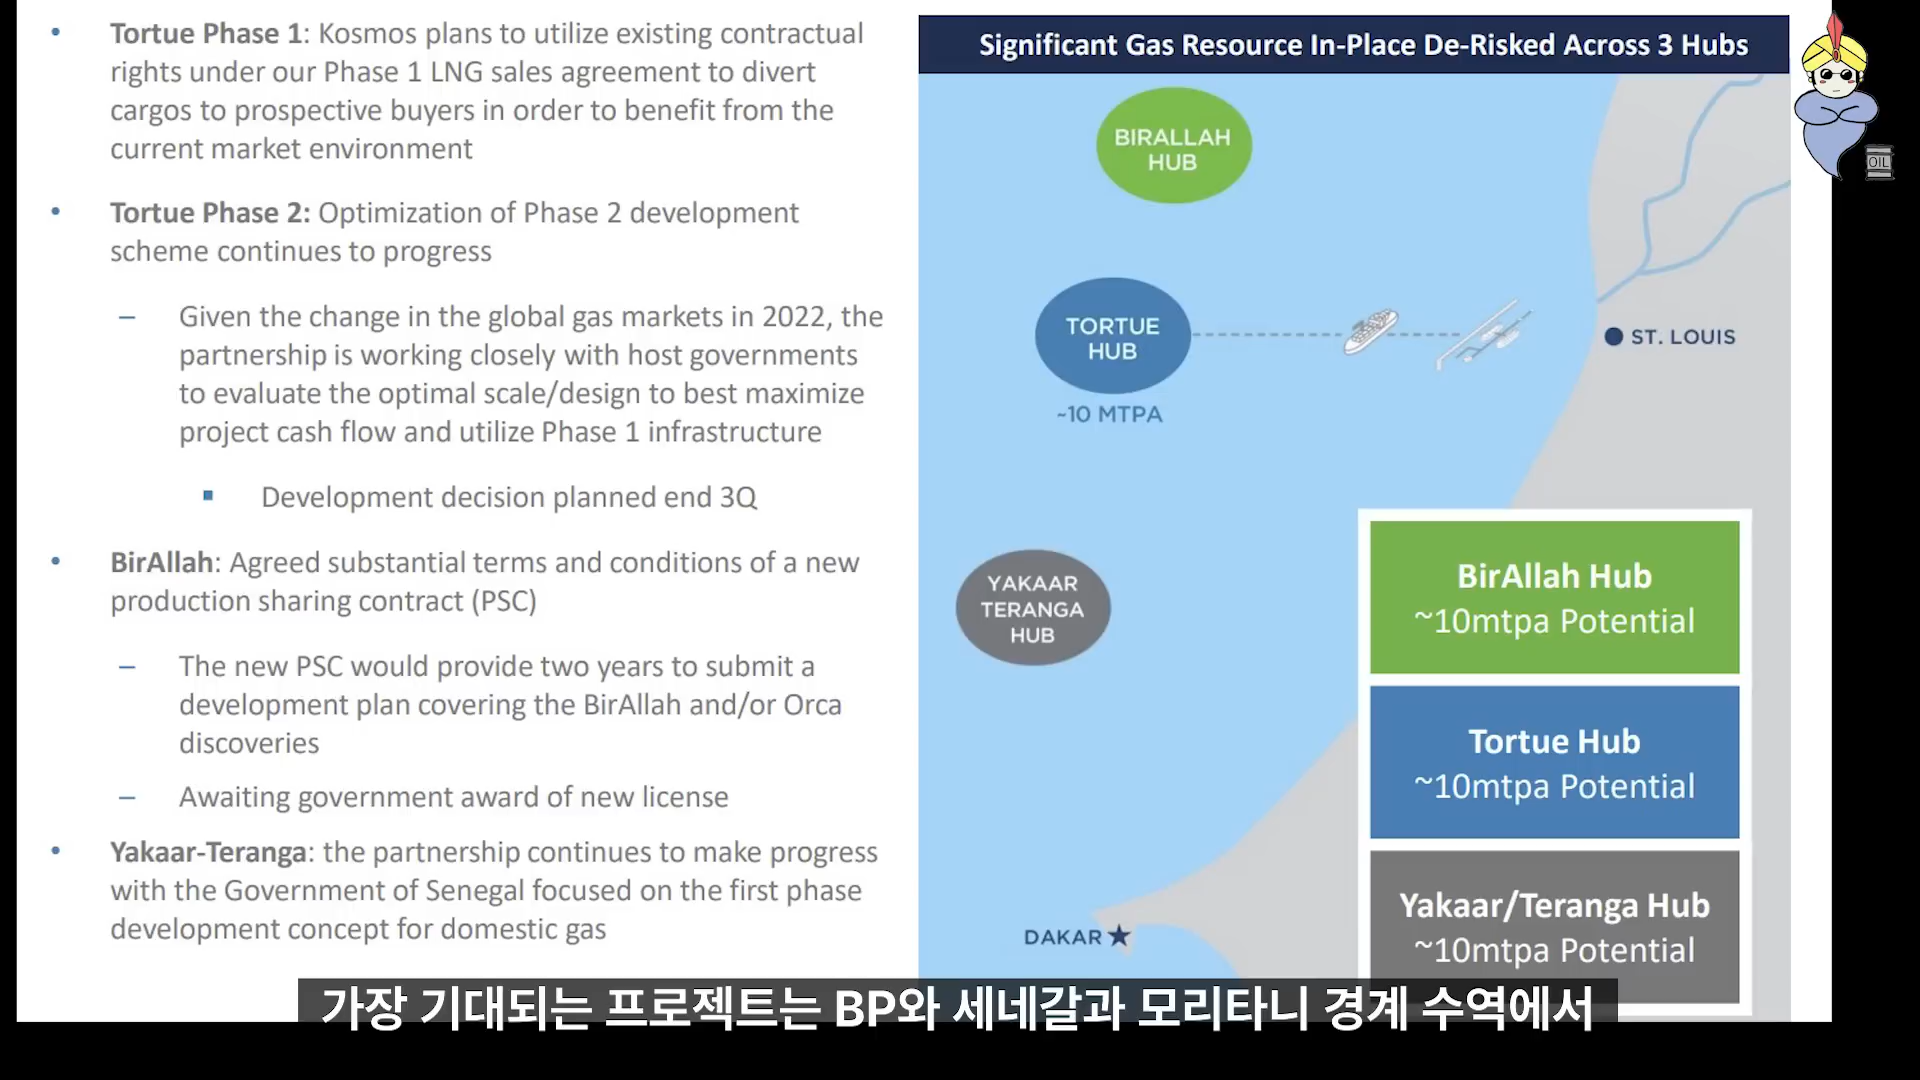 • Tortue Phase 1: Kosmos plans to utilize existing contractual
rights under our Phase 1 LNG sales agreement to divert
cargos to prospective buyers in order to benefit from the
current market environment
• Tortue Phase 2: Optimization of Phase 2 development
scheme continues to progress
– Given the change in the global gas markets in 2022, the
partnership is working closely with host governments
to evaluate the optimal scale/design to best maximize
project cash flow and utilize Phase 1 infrastructure
▪ Development decision planned end 3Q
• BirAllah: Agreed substantial terms and conditions of a new
production sharing contract (PSC)
– The new PSC would provide two years to submit a
development plan covering the BirAllah and/or Orca
discoveries
– Awaiting government award of new license
• Yakaar-Teranga: the partnership continues to make progress
with the Government of Senegal focused on the first phase
development concept for domestic gas
Significant Gas Resource In-Place De-Risked Across 3 Hubs
BIRALLAH
HUB
TORTUE
HUB
~10 MTPA
ST. LOUIS
YAKAAR
TERANGA
HUB
DAKAR
BirAllah Hub
~10mtpa Potential
Tortue Hub
~10mtpa Potential
Yakaar/Teranga Hub
~10mtpa Potential
OIL
가장 기대되는 프로젝트는 BP와 세네갈과 모리타니 경계 수역에서